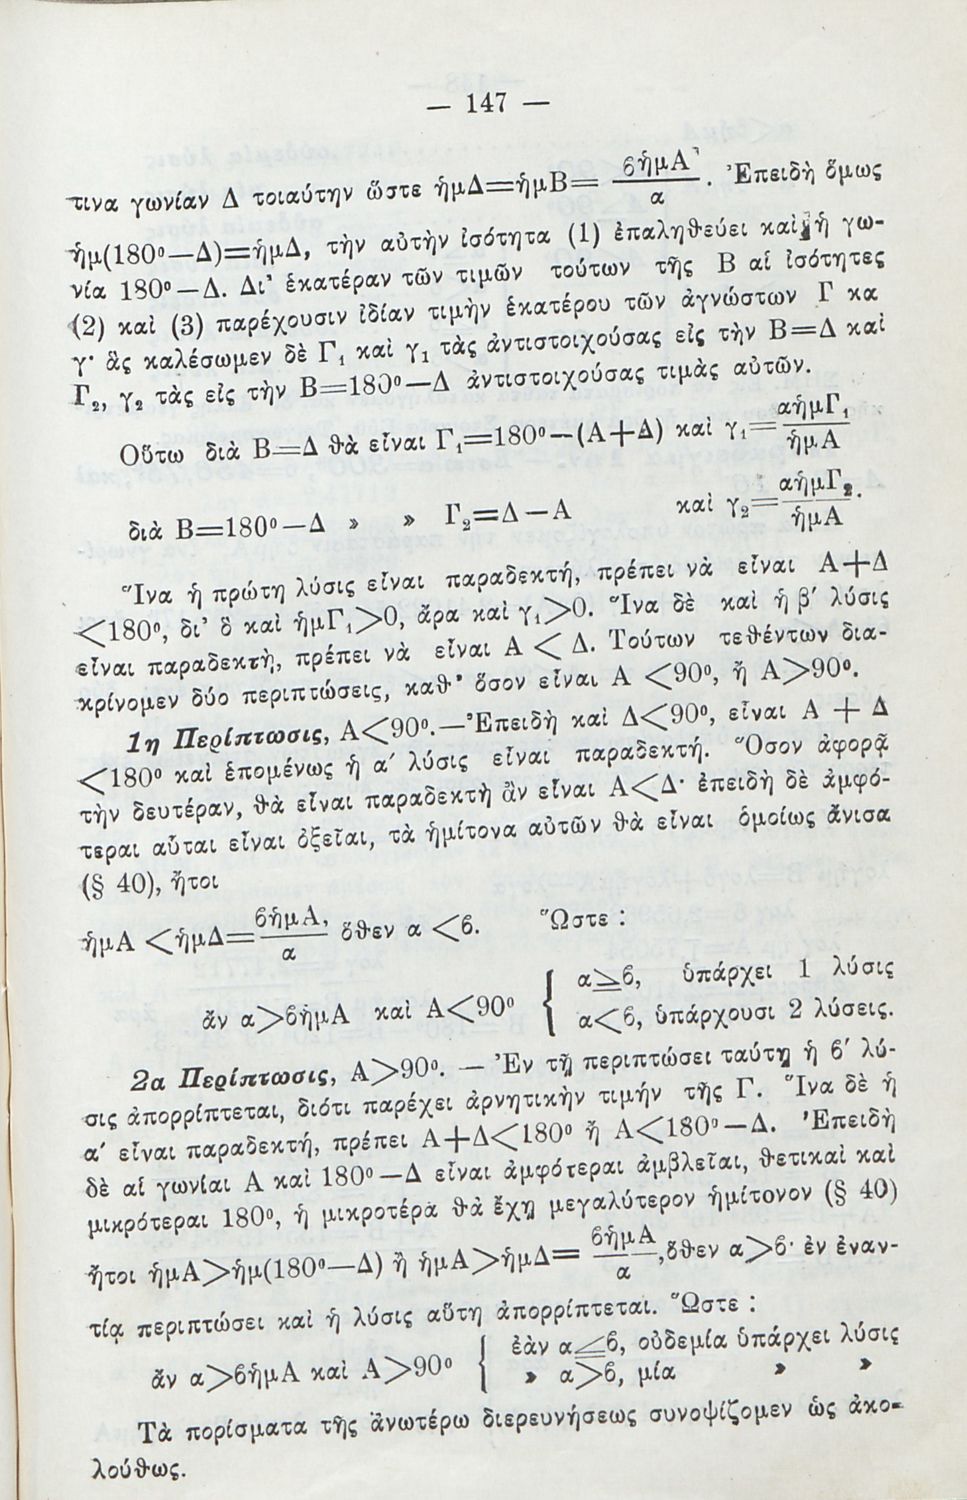 — 147 —
τινα γωνίαν Δ τοιαύτην ὥστε ἡμΔ=ἡμΒ= βἡμΑ/α. Ἐπειδὴ ὅμως
ἡμ(180°—Δ)=ἡμΔ, τὴν αὐτὴν ἰσότητα (1) ἐπαληθεύει καὶ ἡ γω-
νία 180°—Δ. Δι' ἑκατέραν τῶν τιμῶν τούτων τῆς Β αἱ ἰσότητες
(2) καὶ (3) παρέχουσιν ἰδίαν τιμὴν ἑκατέρου τῶν ἀγνώστων Γ κα
γ· ἃς καλέσωμεν δὲ Γ₁ καὶ γ₁ τὰς ἀντιστοιχούσας εἰς τὴν Β=Δ καὶ
Γ₂, γ₂ τὰς εἰς τὴν Β=180°—Δ ἀντιστοιχούσας τιμὰς αὐτῶν.
Οὕτω διὰ Β=Δ θὰ εἶναι Γ₁=180°—(Α+Δ) καὶ γ₁= αἡμΓ₁/ἡμΑ
διὰ Β=180°—Δ » » Γ₂=Δ—Α καὶ γ₂= αἡμΓ₂/ἡμΑ.
Ἵνα ἡ πρώτη λύσις εἶναι παραδεκτή, πρέπει νὰ εἶναι Α+Δ
<180°, δι' ὃ καὶ ἡμΓ₁>0, ἄρα καὶ γ₁>0. Ἵνα δὲ καὶ ἡ β′ λύσις
εἶναι παραδεκτὴ, πρέπει νὰ εἶναι Α < Δ. Τούτων τεθέντων δια-
κρίνομεν δύο περιπτώσεις, καθ' ὅσον εἶναι Α <90°, ἢ Α>90°.
1η Περίπτωσις, Α<90°.—Ἐπειδὴ καὶ Δ<90°, εἶναι Α + Δ
<180° καὶ ἑπομένως ἡ α′ λύσις εἶναι παραδεκτή. Ὅσον ἀφορᾷ
τὴν δευτέραν, θὰ εἶναι παραδεκτὴ ἂν εἶναι Α<Δ· ἐπειδὴ δὲ ἀμφό-
τεραι αὗται εἶναι ὀξεῖαι, τὰ ἡμίτονα αὐτῶν θὰ εἶναι ὁμοίως ἄνισα
(§ 40), ἤτοι
ἡμΑ <ἡμΔ= βἡμΑ/α, ὅθεν α <β. Ὥστε :
ἂν α>βἡμΑ καὶ Α<90° { α≥β, ὑπάρχει 1 λύσις
α<β, ὑπάρχουσι 2 λύσεις.
2α Περίπτωσις, Α>90°. — Ἐν τῇ περιπτώσει ταύτῃ ἡ β′ λύ-
σις ἀπορρίπτεται, διότι παρέχει ἀρνητικὴν τιμήν τῆς Γ. Ἵνα δὲ ἡ
α′ εἶναι παραδεκτή, πρέπει Α+Δ<180° ἢ Α<180°—Δ. Ἐπειδὴ
δὲ αἱ γωνίαι Α καὶ 180°—Δ εἶναι ἀμφότεραι ἀμβλεῖαι, θετικαὶ καὶ
μικρότεραι 180°, ἡ μικροτέρα θὰ ἔχῃ μεγαλύτερον ἡμίτονον (§ 40)
ἤτοι ἡμΑ>ἡμ(180°—Δ) ἢ ἡμΑ>ἡμΔ= βἡμΑ/α, ὅθεν α>β· ἐν ἐναν-
τίᾳ περιπτώσει καὶ ἡ λύσις αὕτη ἀπορρίπτεται. Ὥστε :
ἂν α>βἡμΑ καὶ Α>90° { ἐὰν α≤β, οὐδεμία ὑπάρχει λύσις
» α>β, μία » »
Τὰ πορίσματα τῆς ἀνωτέρω διερευνήσεως συνοψίζομεν ὡς ἀκο-
λούθως.